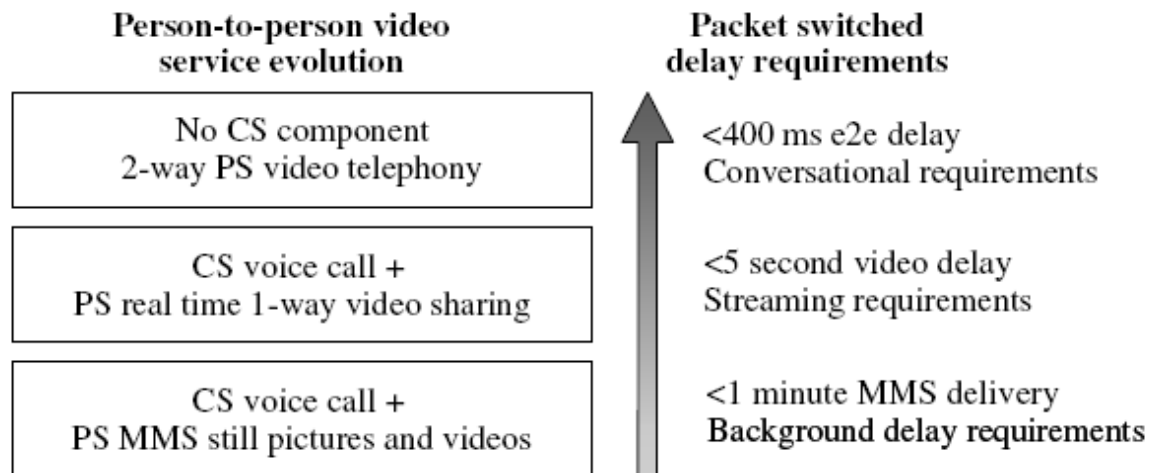 Person-to-person video
service evolution
Packet switched
delay requirements
No CS component
2-way PS video telephony
<400 ms e2e delay
Conversational requirements
CS voice call +
PS real time 1-way video sharing
<5 second video delay
Streaming requirements
CS voice call +
PS MMS still pictures and videos
<1 minute MMS delivery
Background delay requirements